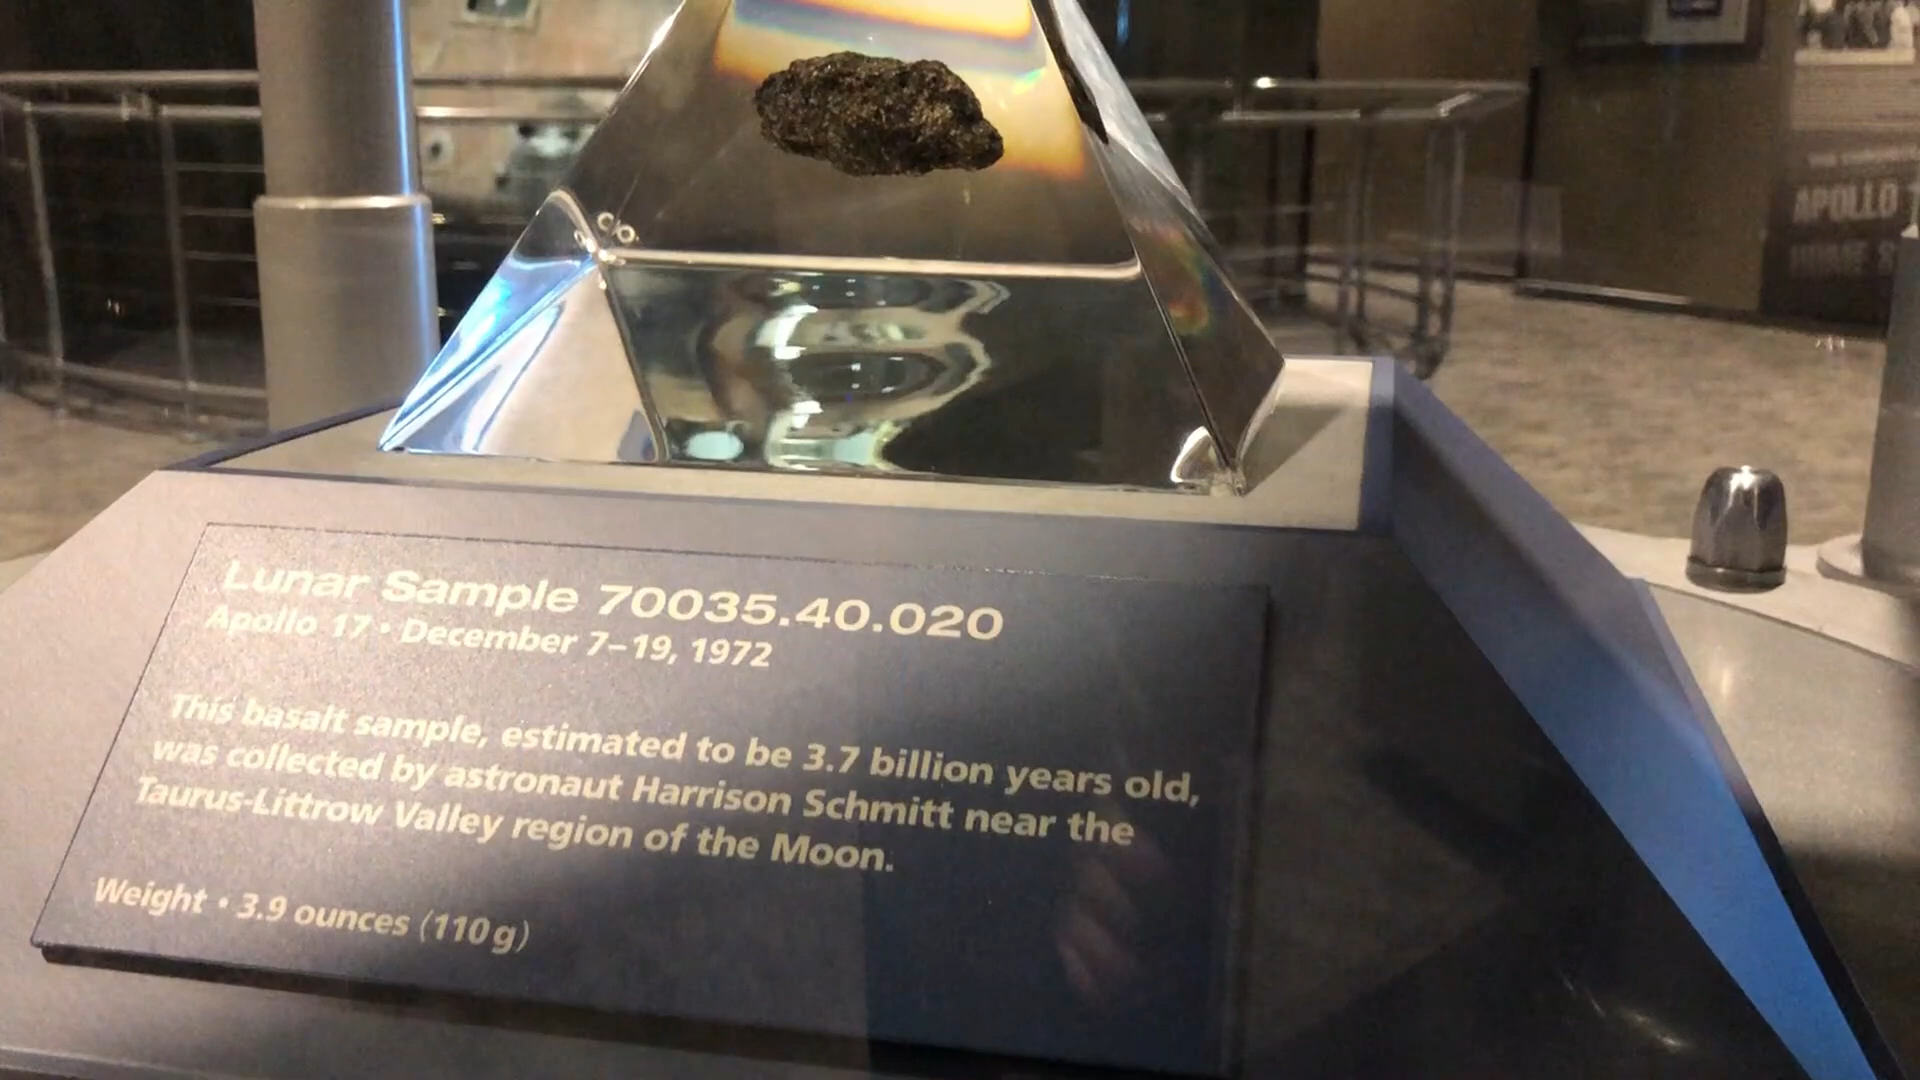 Lunar Sample 70035.40.020
Apollo 17 • December 7–19, 1972
This basalt sample, estimated to be 3.7 billion years old,
was collected by astronaut Harrison Schmitt near the
Taurus-Littrow Valley region of the Moon.
Weight • 3.9 ounces (110 g)
APOLLO